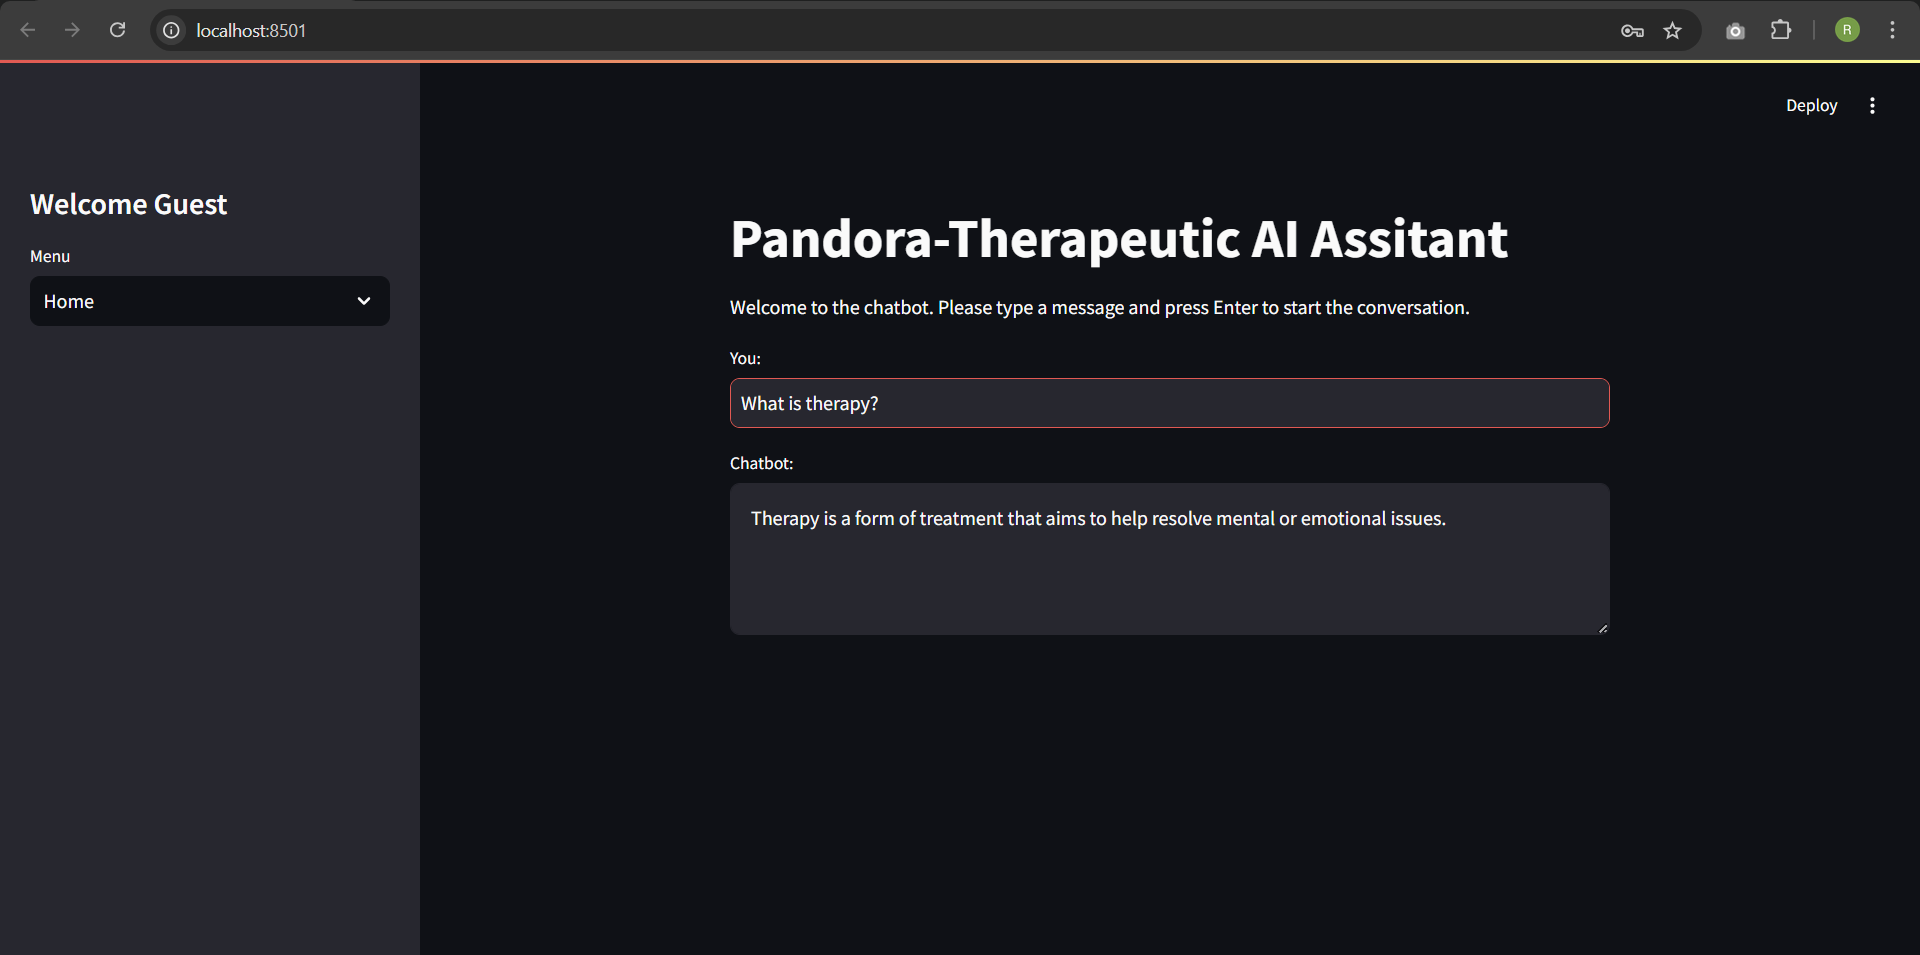 localhost:8501
R
Deploy
Welcome Guest
Menu
Home
Pandora-Therapeutic AI Assitant
Welcome to the chatbot. Please type a message and press Enter to start the conversation.
You:
What is therapy?
Chatbot:
Therapy is a form of treatment that aims to help resolve mental or emotional issues.